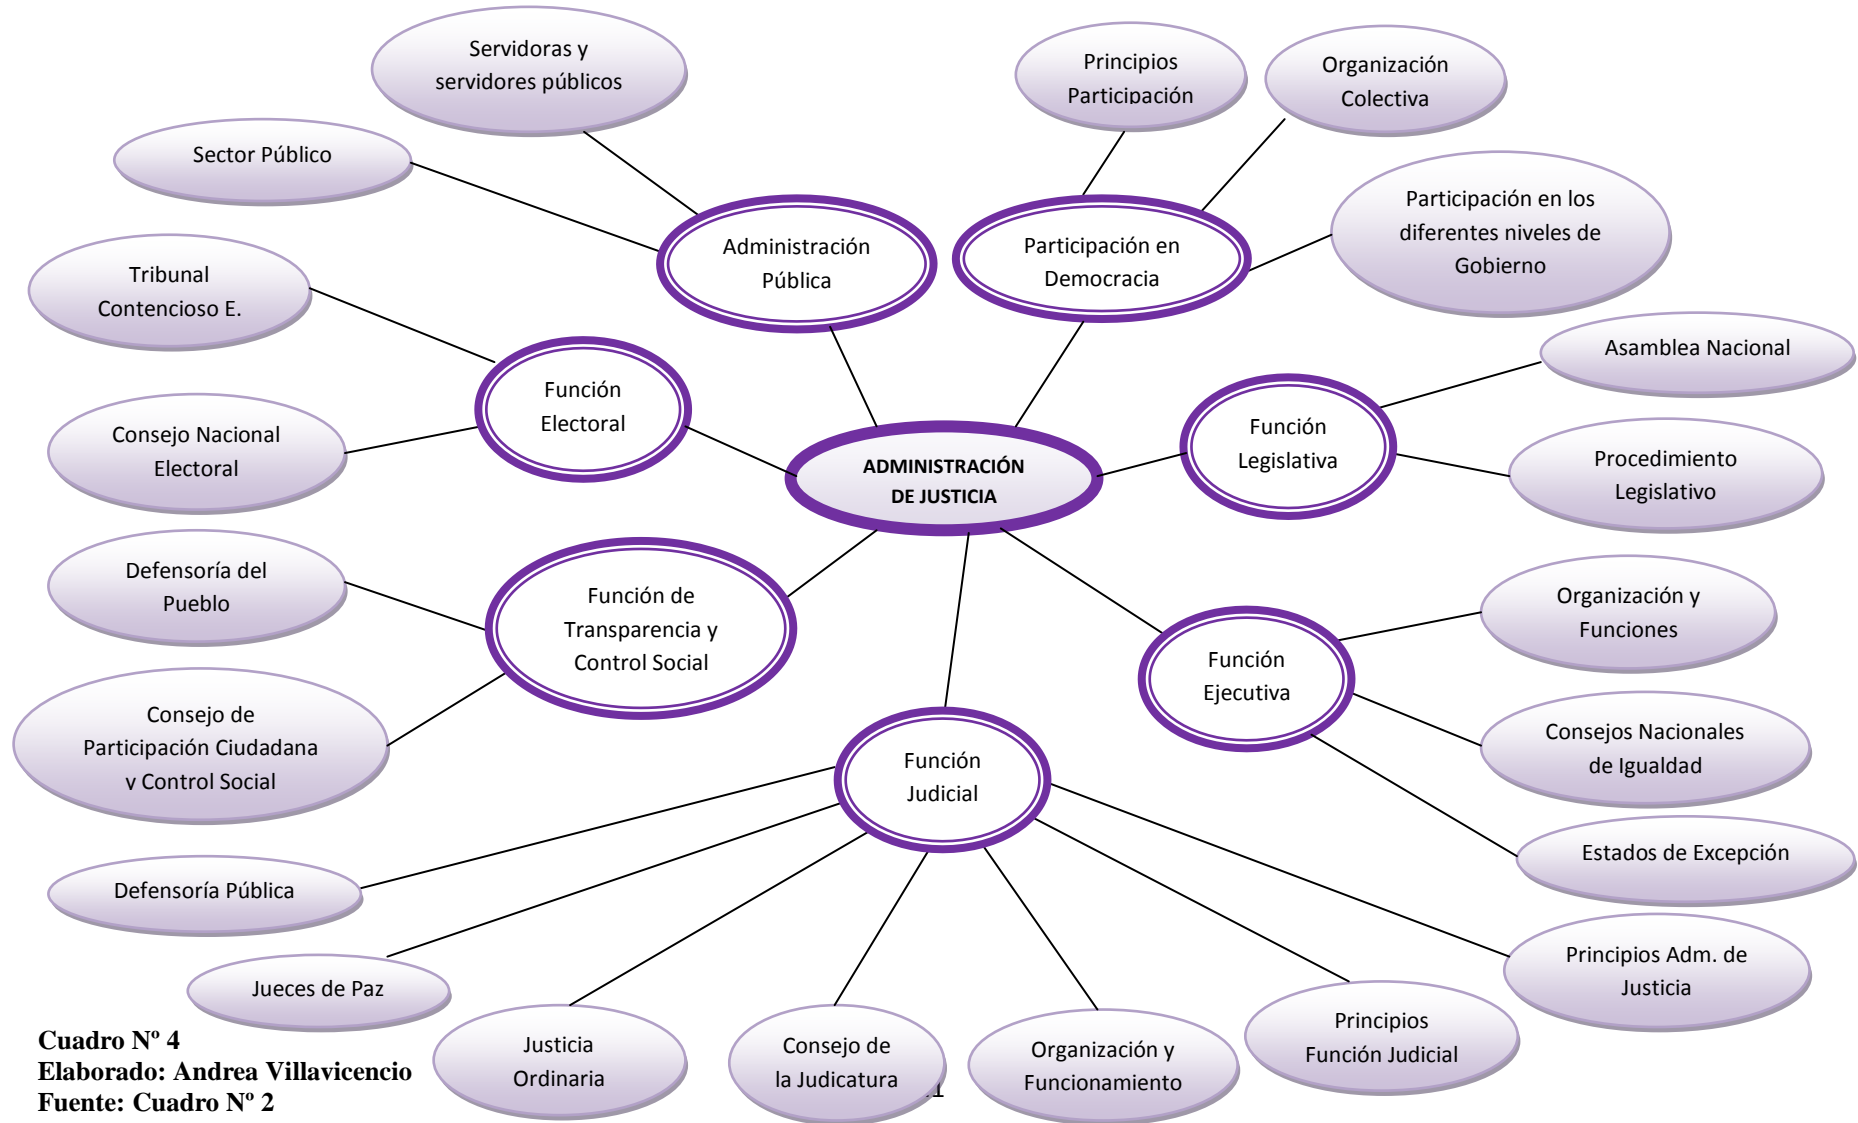 Servidoras y
servidores públicos
Principios
Participación
Organización
Colectiva
Sector Público
Participación en los
diferentes niveles de
Gobierno
Administración
Pública
Participación en
Democracia
Tribunal
Contencioso E.
Asamblea Nacional
Función
Electoral
Función
Legislativa
Consejo Nacional
Electoral
ADMINISTRACIÓN
DE JUSTICIA
Procedimiento
Legislativo
Defensoría del
Pueblo
Función de
Transparencia y
Control Social
Organización y
Funciones
Función
Ejecutiva
Consejo de
Participación Ciudadana
y Control Social
Consejos Nacionales
de Igualdad
Función
Judicial
Estados de Excepción
Defensoría Pública
Principios Adm. de
Justicia
Jueces de Paz
Principios
Función Judicial
Justicia
Ordinaria
Consejo de
la Judicatura
Organización y
Funcionamiento
Cuadro Nº 4
Elaborado: Andrea Villavicencio
Fuente: Cuadro Nº 2